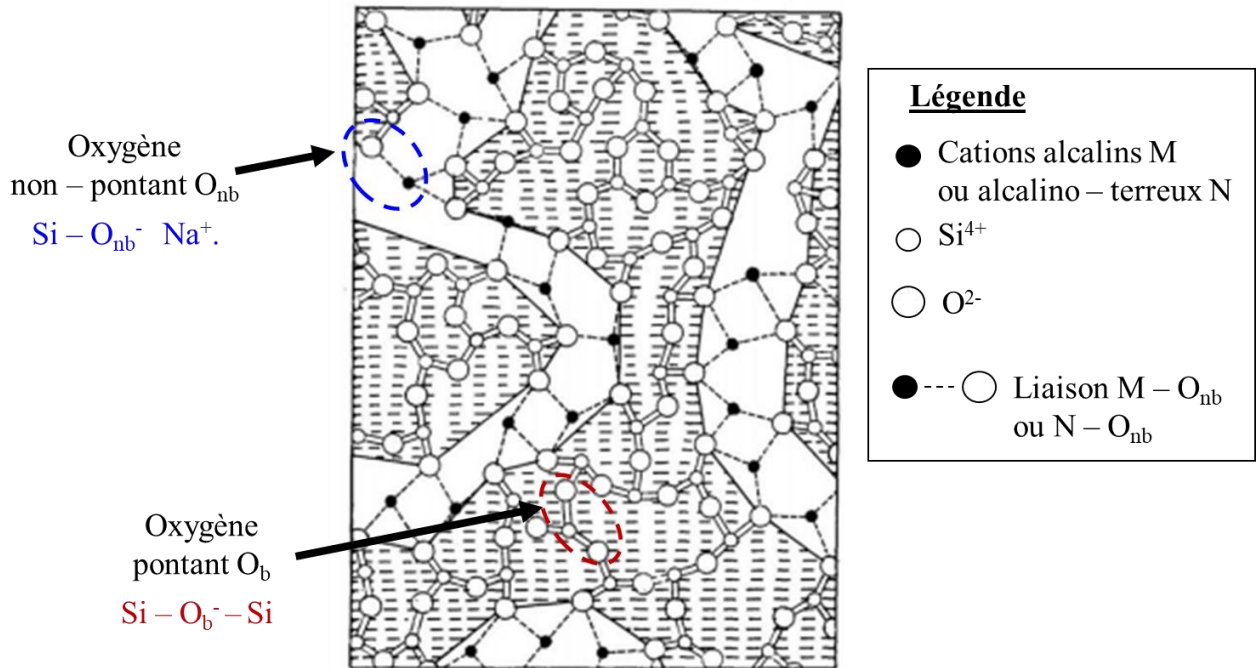 Oxygène
non – pontant Onb
Si – Onb- Na+.
Oxygène
pontant Ob
Si – Ob- – Si
Légende
Cations alcalins M
ou alcalino – terreux N
Si4+
O2-
Liaison M – Onb
ou N – Onb